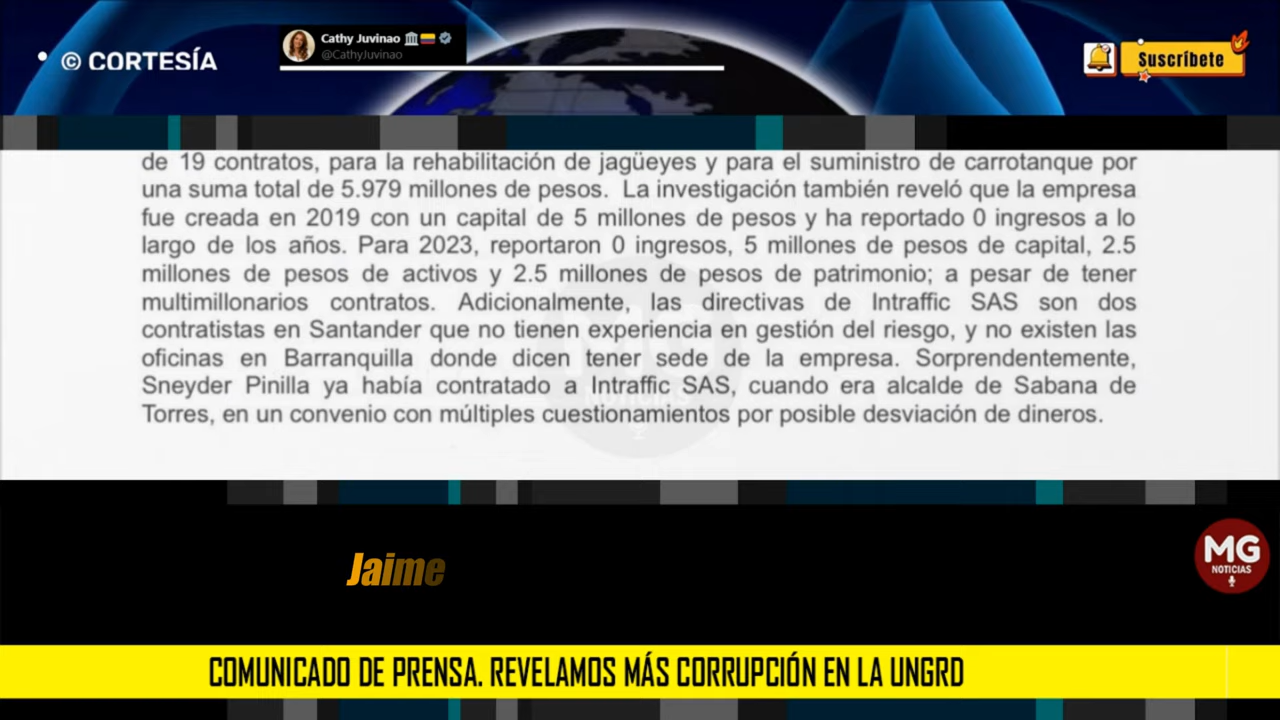 © CORTESÍA
Cathy Juvinao
@CathyJuvinao
Suscríbete
de 19 contratos, para la rehabilitación de jagüeyes y para el suministro de carrotanque por
una suma total de 5.979 millones de pesos. La investigación también reveló que la empresa
fue creada en 2019 con un capital de 5 millones de pesos y ha reportado 0 ingresos a lo
largo de los años. Para 2023, reportaron 0 ingresos, 5 millones de pesos de capital, 2.5
millones de pesos de activos y 2.5 millones de pesos de patrimonio; a pesar de tener
multimillonarios contratos. Adicionalmente, las directivas de Intraffic SAS son dos
contratistas en Santander que no tienen experiencia en gestión del riesgo, y no existen las
oficinas en Barranquilla donde dicen tener sede de la empresa. Sorprendentemente,
Sneyder Pinilla ya había contratado a Intraffic SAS, cuando era alcalde de Sabana de
Torres, en un convenio con múltiples cuestionamientos por posible desviación de dineros.
MG
NOTICIAS
Jaime
MG
NOTICIAS
COMUNICADO DE PRENSA. REVELAMOS MÁS CORRUPCIÓN EN LA UNGRD